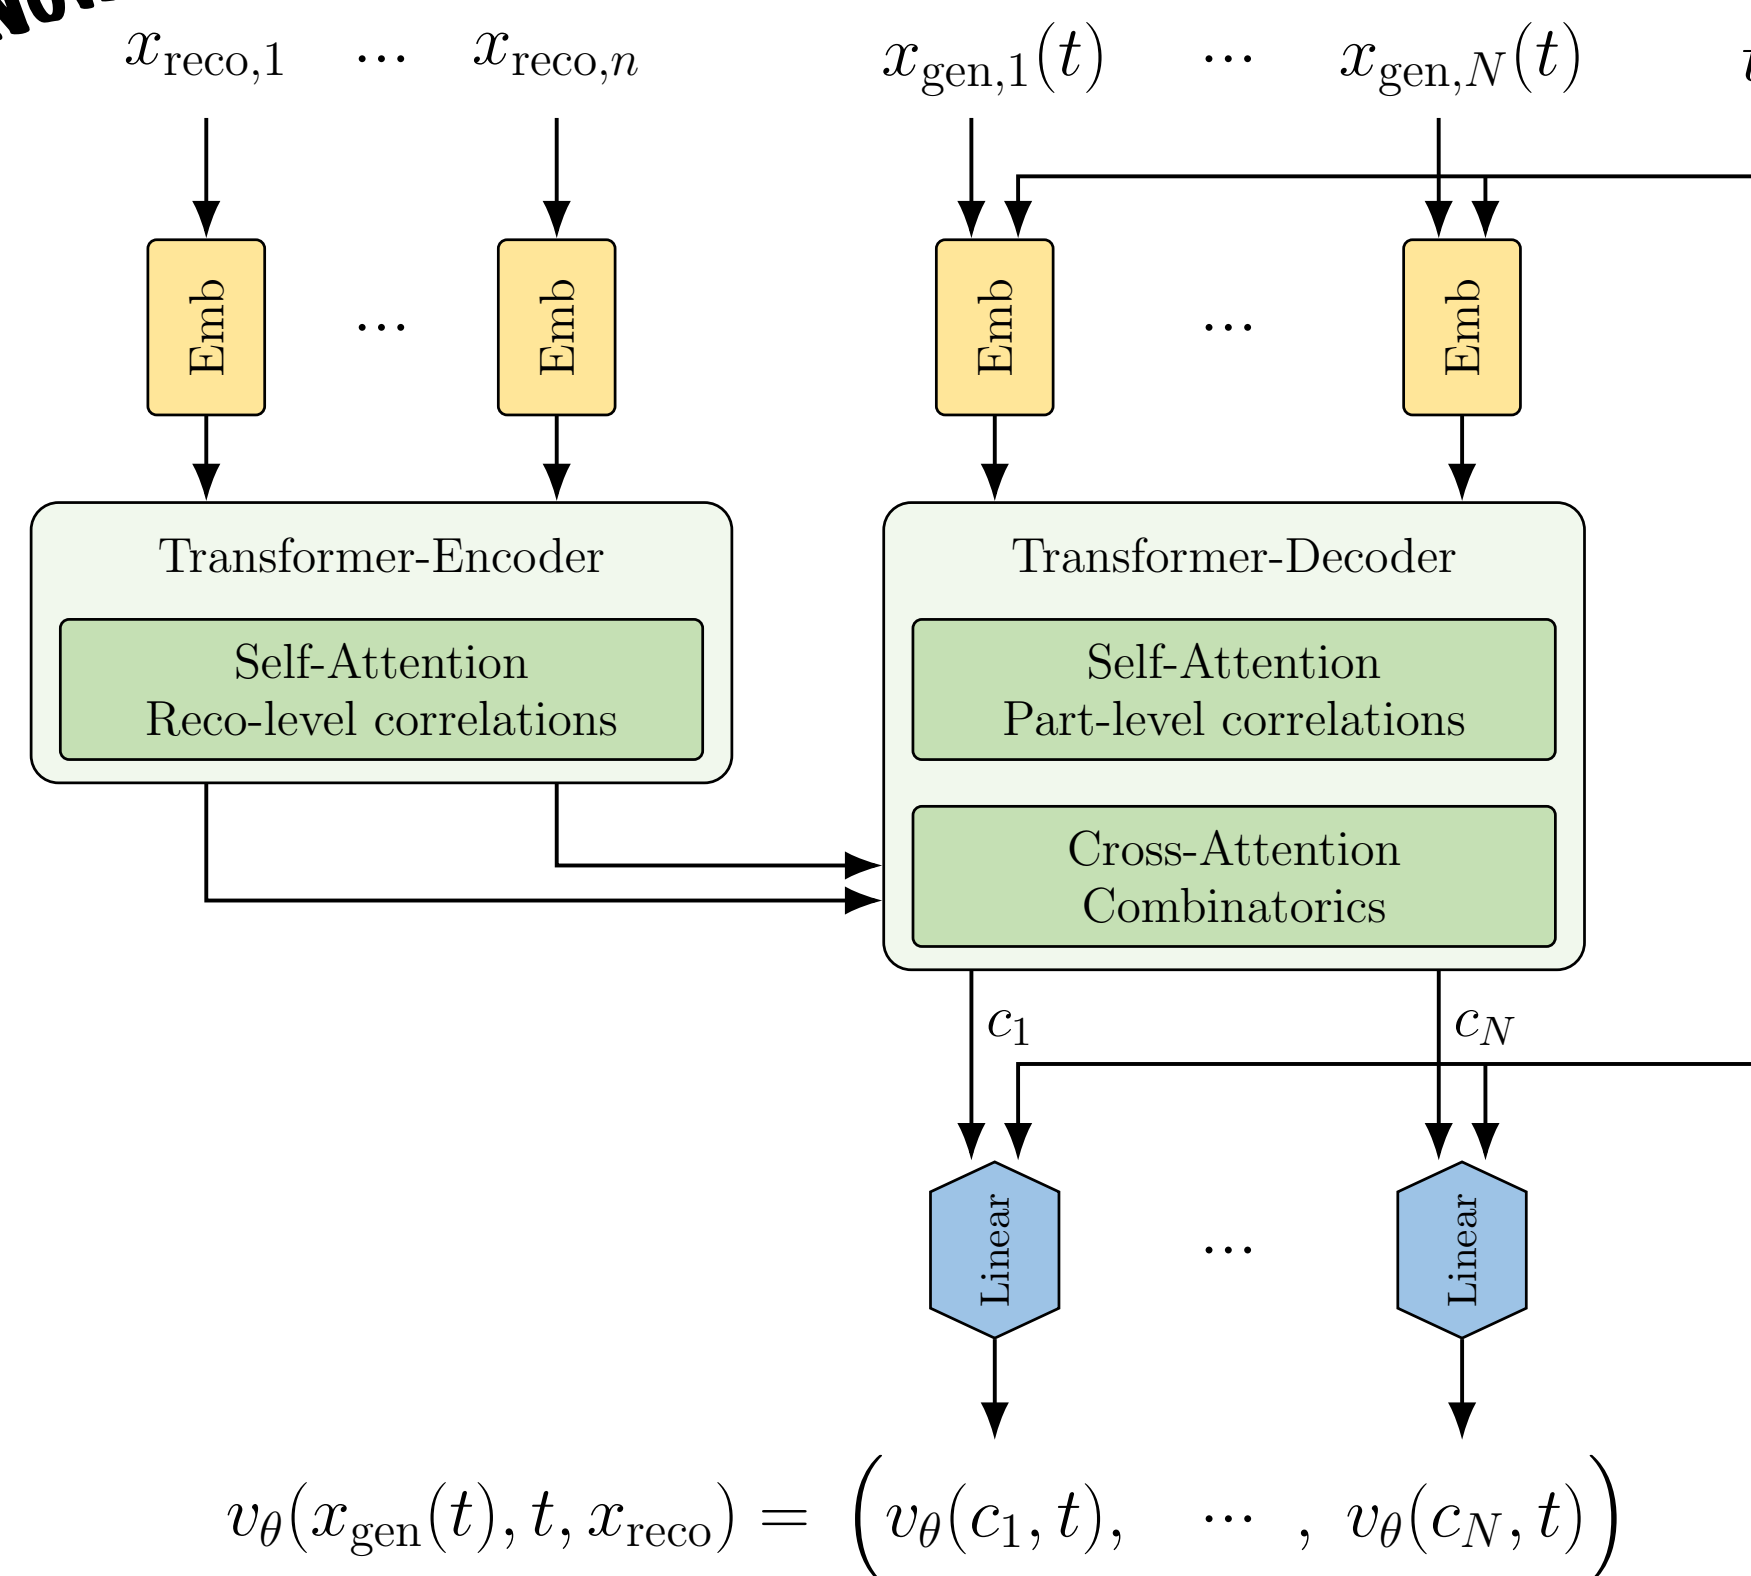 x_reco,1 ... x_reco,n x_gen,1(t) ... x_gen,N(t) t
Emb ... Emb Emb ... Emb
Transformer-Encoder
Self-Attention
Reco-level correlations
Transformer-Decoder
Self-Attention
Part-level correlations
Cross-Attention
Combinatorics
c_1 c_N
Linear ... Linear
v_θ(x_gen(t), t, x_reco) = (v_θ(c_1, t), ... , v_θ(c_N, t))